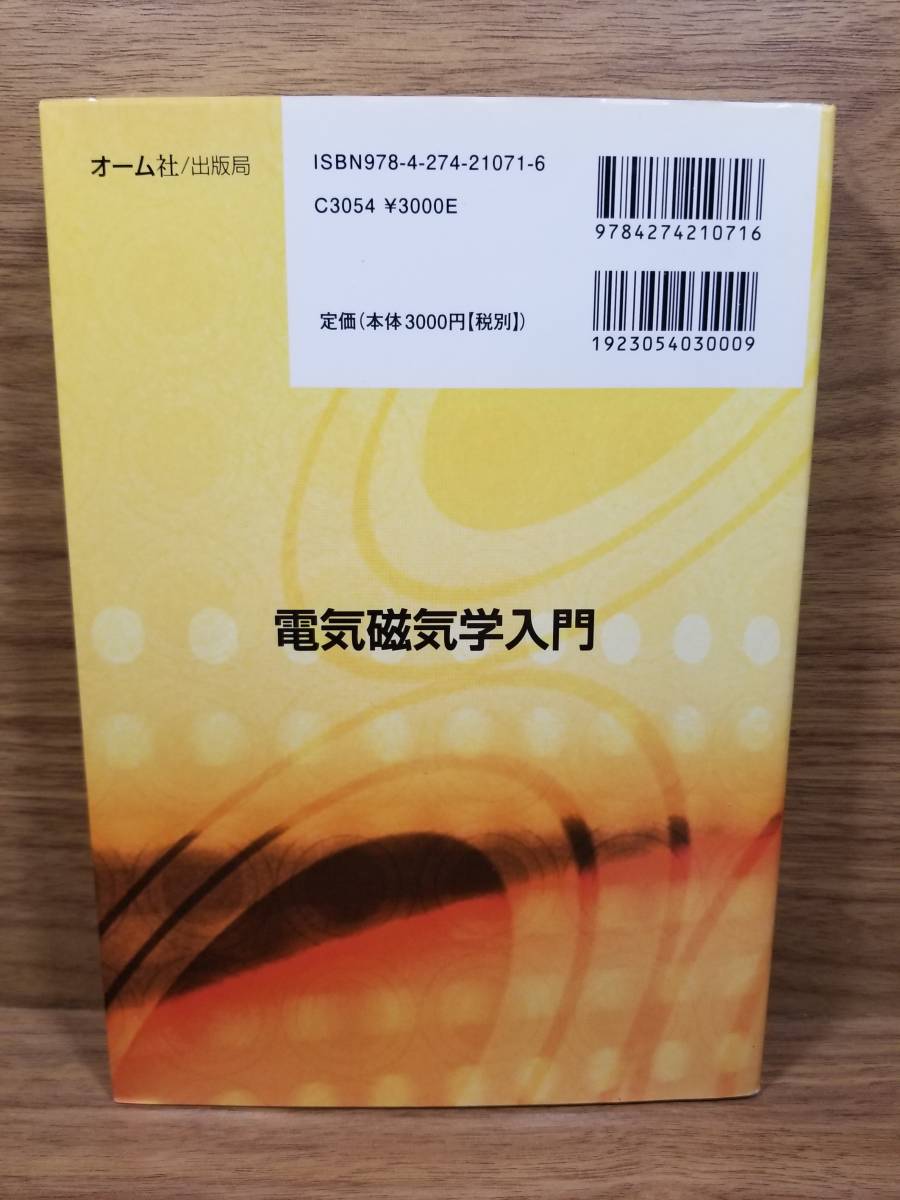 オーム社/出版局
ISBN978-4-274-21071-6
C3054 ¥3000E
9784274210716
定価(本体3000円【税別】)
1923054030009
電気磁気学入門